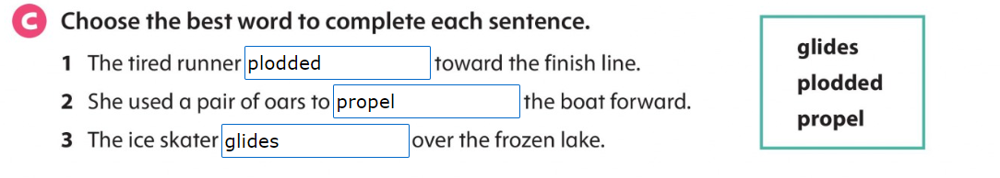 C Choose the best word to complete each sentence.
1 The tired runner plodded toward the finish line.
2 She used a pair of oars to propel the boat forward.
3 The ice skater glides over the frozen lake.
glides
plodded
propel